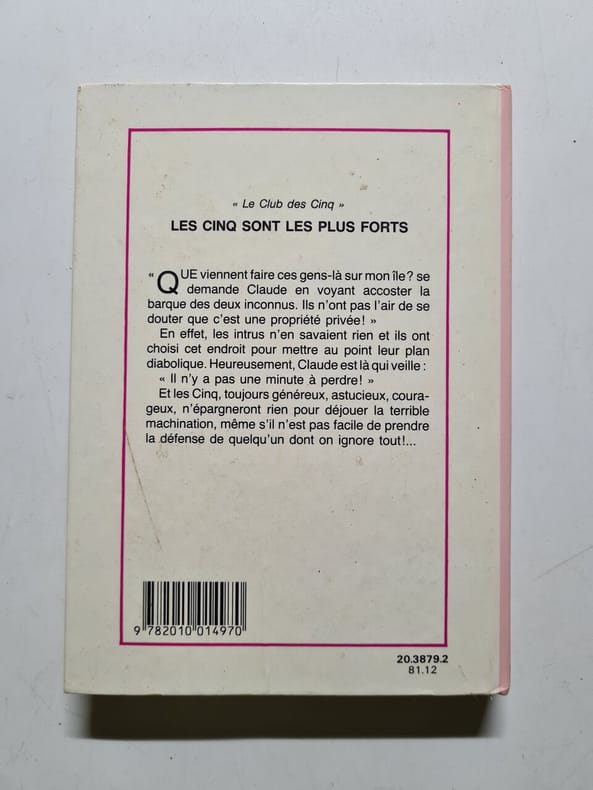 « Le Club des Cinq »
LES CINQ SONT LES PLUS FORTS
« QUE viennent faire ces gens-là sur mon île ? se
demande Claude en voyant accoster la
barque des deux inconnus. Ils n'ont pas l'air de se
douter que c'est une propriété privée ! »
En effet, les intrus n'en savaient rien et ils ont
choisi cet endroit pour mettre au point leur plan
diabolique. Heureusement, Claude est là qui veille :
« Il n'y a pas une minute à perdre ! »
Et les Cinq, toujours généreux, astucieux, coura-
geux, n'épargneront rien pour déjouer la terrible
machination, même s'il n'est pas facile de prendre
la défense de quelqu'un dont on ignore tout !...
9 782010 014970
20.3879.2
81.12